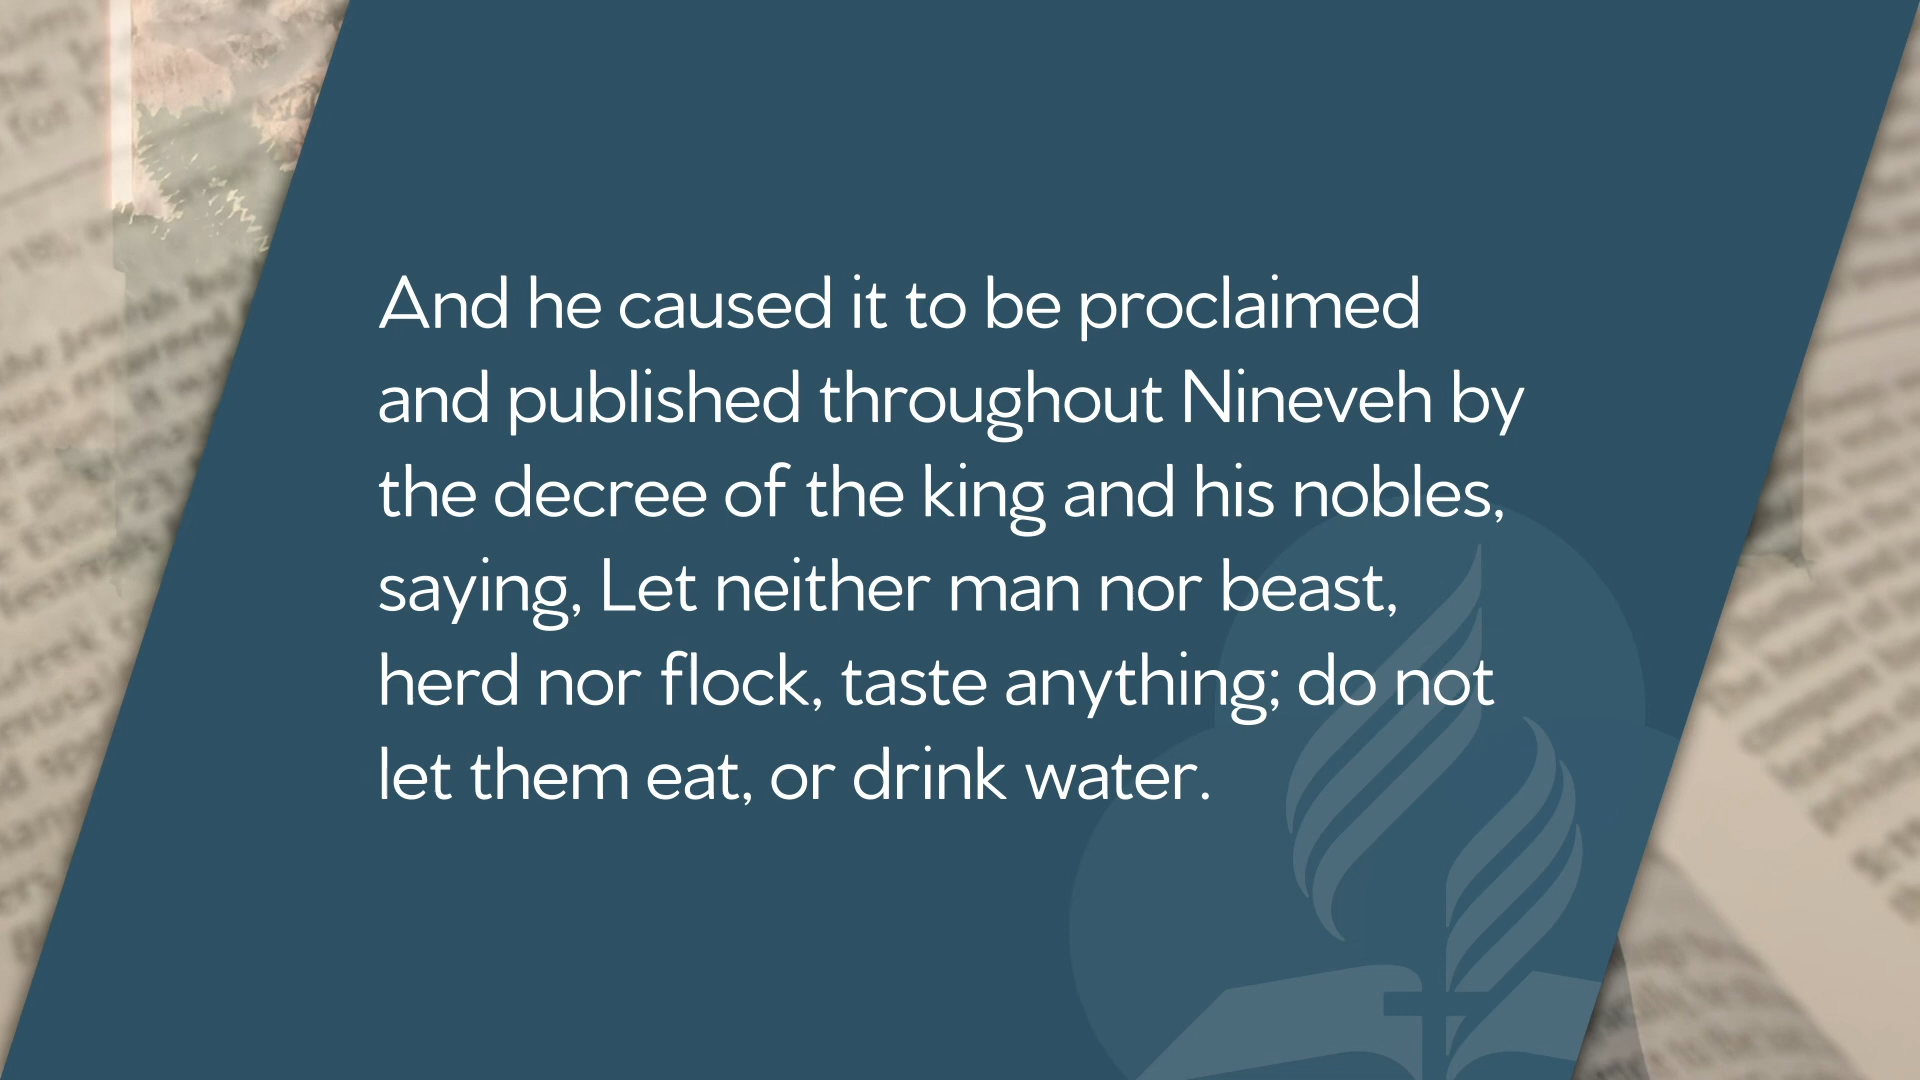 And he caused it to be proclaimed
and published throughout Nineveh by
the decree of the king and his nobles,
saying, Let neither man nor beast,
herd nor flock, taste anything; do not
let them eat, or drink water.